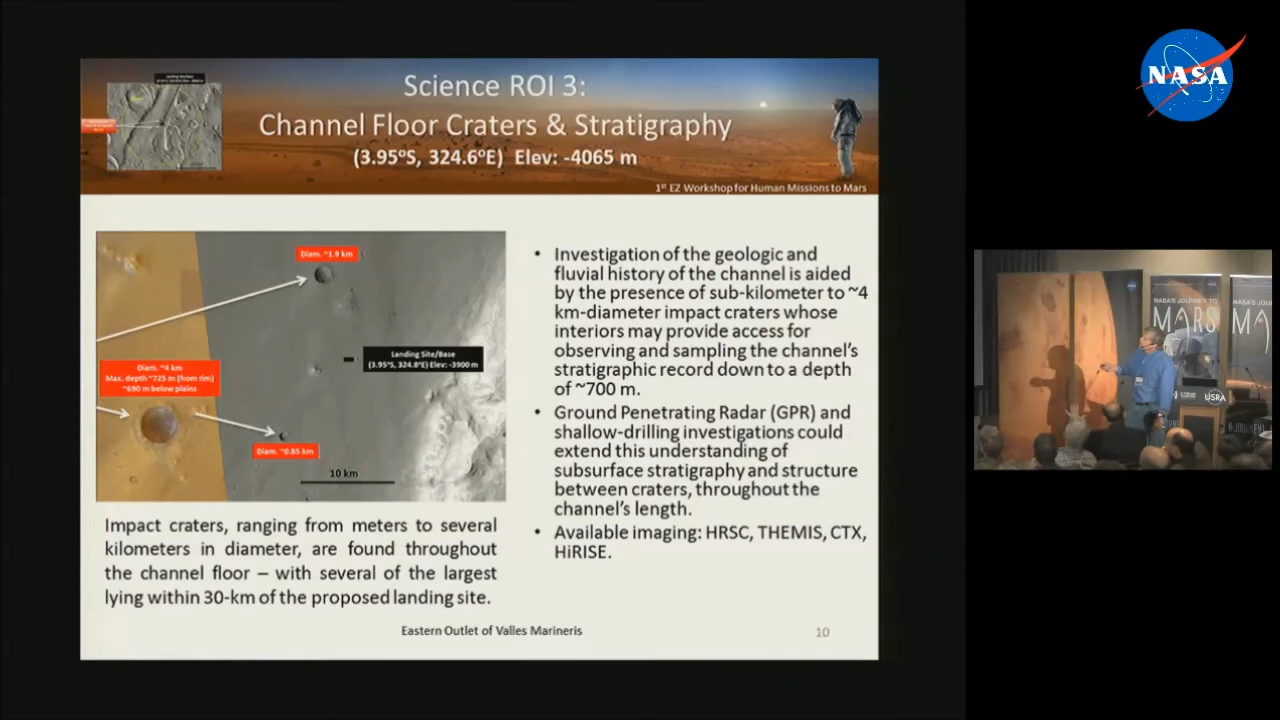 NASA
Science ROI 3:
Channel Floor Craters & Stratigraphy
(3.95ºS, 324.6ºE) Elev: -4065 m
1st EZ Workshop for Human Missions to Mars
Diam. ~1.9 km
Landing Site/Base
(3.95ºS, 324.8ºE) Elev: -3900 m
Diam. ~4 km
Max. depth ~725 m (from rim)
~690 m below plains
Diam. ~0.85 km
10 km
Impact craters, ranging from meters to several
kilometers in diameter, are found throughout
the channel floor – with several of the largest
lying within 30-km of the proposed landing site.
• Investigation of the geologic and
fluvial history of the channel is aided
by the presence of sub-kilometer to ~4
km-diameter impact craters whose
interiors may provide access for
observing and sampling the channel's
stratigraphic record down to a depth
of ~700 m.
• Ground Penetrating Radar (GPR) and
shallow-drilling investigations could
extend this understanding of
subsurface stratigraphy and structure
between craters, throughout the
channel's length.
• Available imaging: HRSC, THEMIS, CTX,
HiRISE.
Eastern Outlet of Valles Marineris
10
NASA'S JOURNEY TO
MARS
NASA'S JO
M
USRA
#JOURNEY